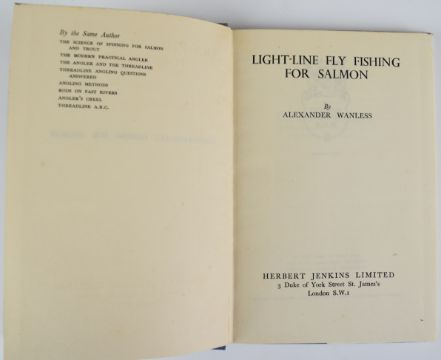 By the Same Author
THE SCIENCE OF SPINNING FOR SALMON
AND TROUT
THE MODERN PRACTICAL ANGLER
THE ANGLER AND THE THREADLINE
THREADLINE ANGLING QUESTIONS
ANSWERED
ANGLING METHODS
RODS ON FAST RIVERS
ANGLER'S CREEL
THREADLINE A.B.C.
LIGHT-LINE FLY FISHING
FOR SALMON
By
ALEXANDER WANLESS
HERBERT JENKINS LIMITED
3 Duke of York Street St. James's
London S.W.1